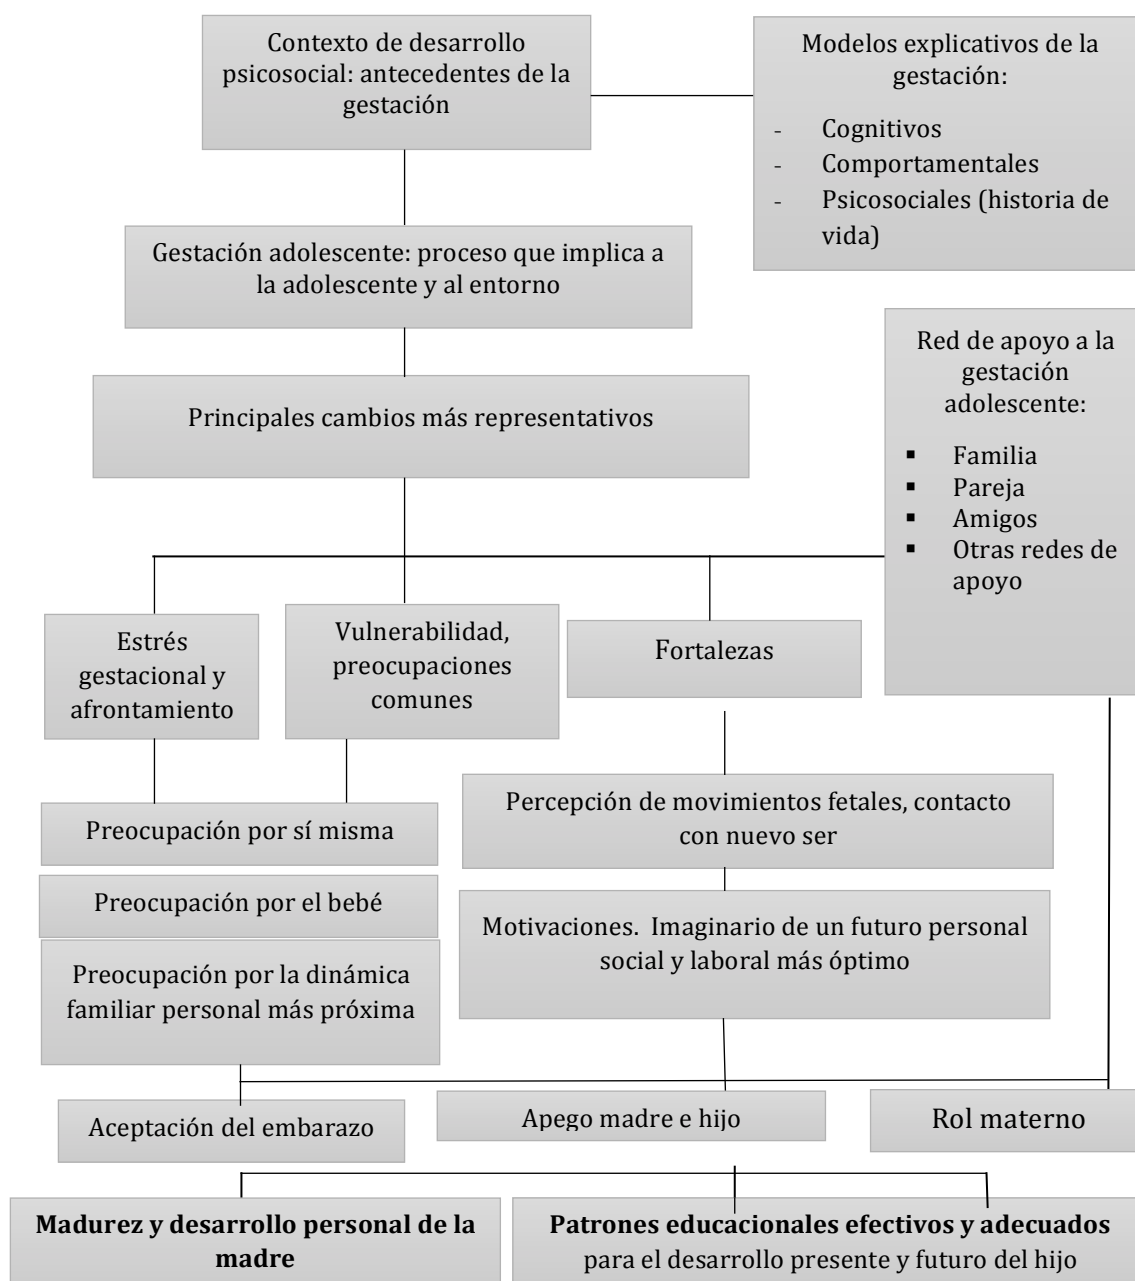 Contexto de desarrollo
psicosocial: antecedentes de la
gestación
Modelos explicativos de la
gestación:
- Cognitivos
- Comportamentales
- Psicosociales (historia de
vida)
Gestación adolescente: proceso que implica a
la adolescente y al entorno
Red de apoyo a la
gestación
adolescente:
▪ Familia
▪ Pareja
▪ Amigos
▪ Otras redes de
apoyo
Principales cambios más representativos
Estrés
gestacional y
afrontamiento
Vulnerabilidad,
preocupaciones
comunes
Fortalezas
Preocupación por sí misma
Preocupación por el bebé
Preocupación por la dinámica
familiar personal más próxima
Percepción de movimientos fetales, contacto
con nuevo ser
Motivaciones. Imaginario de un futuro personal
social y laboral más óptimo
Aceptación del embarazo
Apego madre e hijo
Rol materno
Madurez y desarrollo personal de la
madre
Patrones educacionales efectivos y adecuados
para el desarrollo presente y futuro del hijo